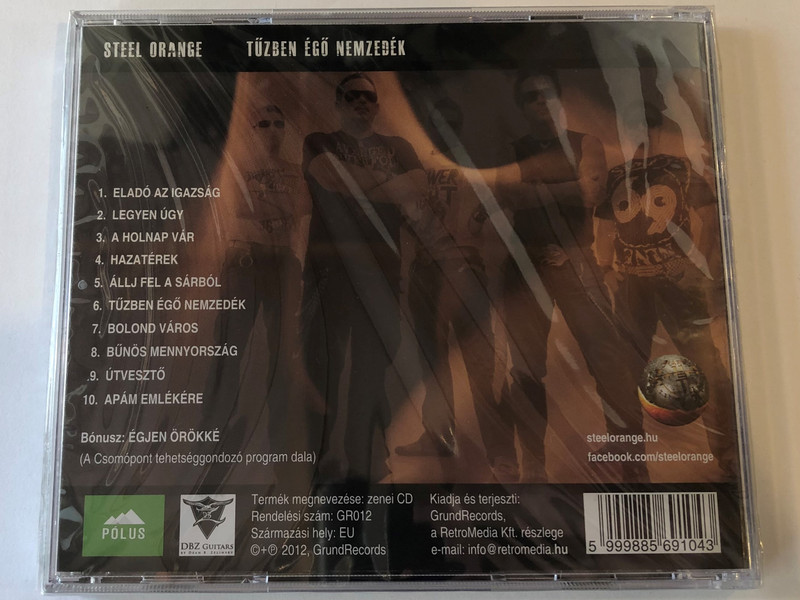 STEEL ORANGE TŰZBEN ÉGŐ NEMZEDÉK
1. ELADÓ AZ IGAZSÁG
2. LEGYEN ÚGY
3. A HOLNAP VÁR
4. HAZATÉREK
5. ÁLLJ FEL A SÁRBÓL
6. TŰZBEN ÉGŐ NEMZEDÉK
7. BOLOND VÁROS
8. BŰNÖS MENNYORSZÁG
9. ÚTVESZTŐ
10. APÁM EMLÉKÉRE
Bónusz: ÉGJEN ÖRÖKKÉ
(A Csomópont tehetséggondozó program dala)
steelorange.hu
facebook.com/steelorange
PÓLUS
DBZ GUITARS
BY DEAN B. ZELINSKY
Termék megnevezése: zenei CD
Rendelési szám: GR012
Származási hely: EU
©+℗ 2012, GrundRecords
Kiadja és terjeszti:
GrundRecords,
a RetroMedia Kft. részlege
e-mail: info@retromedia.hu
5 999885 691043